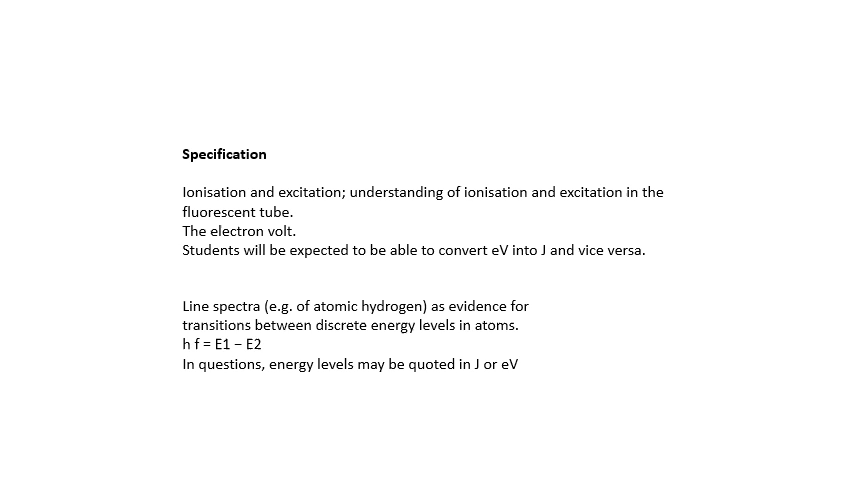 Specification
Ionisation and excitation; understanding of ionisation and excitation in the
fluorescent tube.
The electron volt.
Students will be expected to be able to convert eV into J and vice versa.
Line spectra (e.g. of atomic hydrogen) as evidence for
transitions between discrete energy levels in atoms.
h f = E1 − E2
In questions, energy levels may be quoted in J or eV